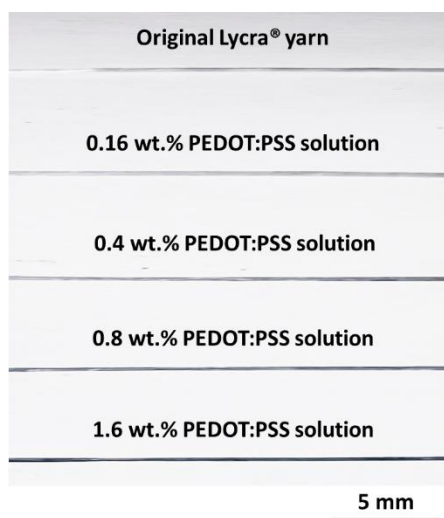 Original Lycra® yarn
0.16 wt.% PEDOT:PSS solution
0.4 wt.% PEDOT:PSS solution
0.8 wt.% PEDOT:PSS solution
1.6 wt.% PEDOT:PSS solution
5 mm